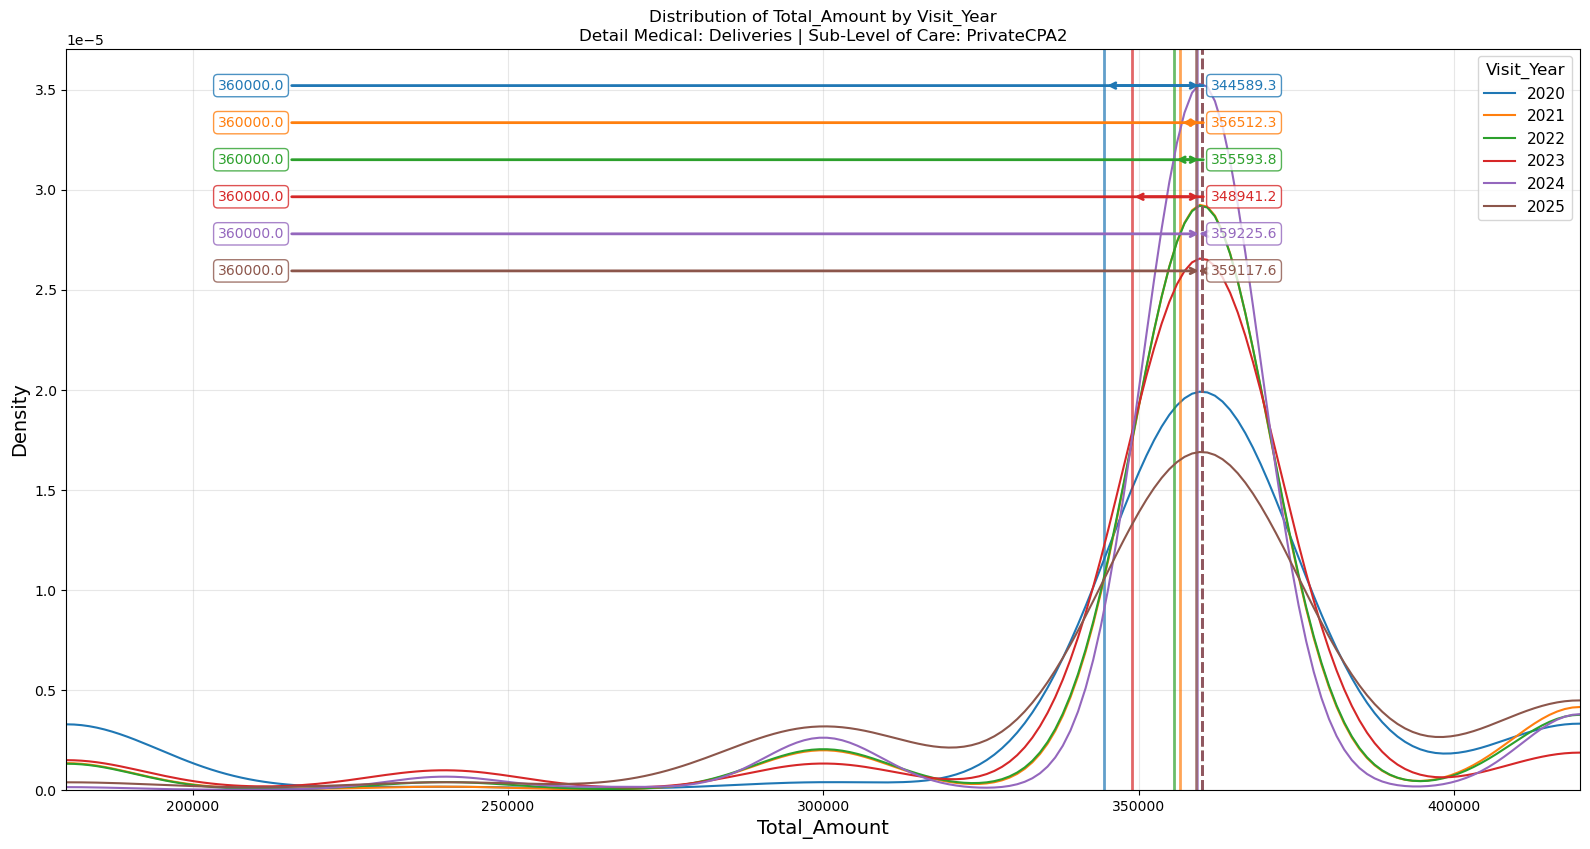 Distribution of Total_Amount by Visit_Year
Detail Medical: Deliveries | Sub-Level of Care: PrivateCPA2
1e−5
3.5
3.0
2.5
2.0
1.5
1.0
0.5
0.0
Density
360000.0 344589.3
360000.0 356512.3
360000.0 355593.8
360000.0 348941.2
360000.0 359225.6
360000.0 359117.6
Visit_Year
2020
2021
2022
2023
2024
2025
200000 250000 300000 350000 400000
Total_Amount